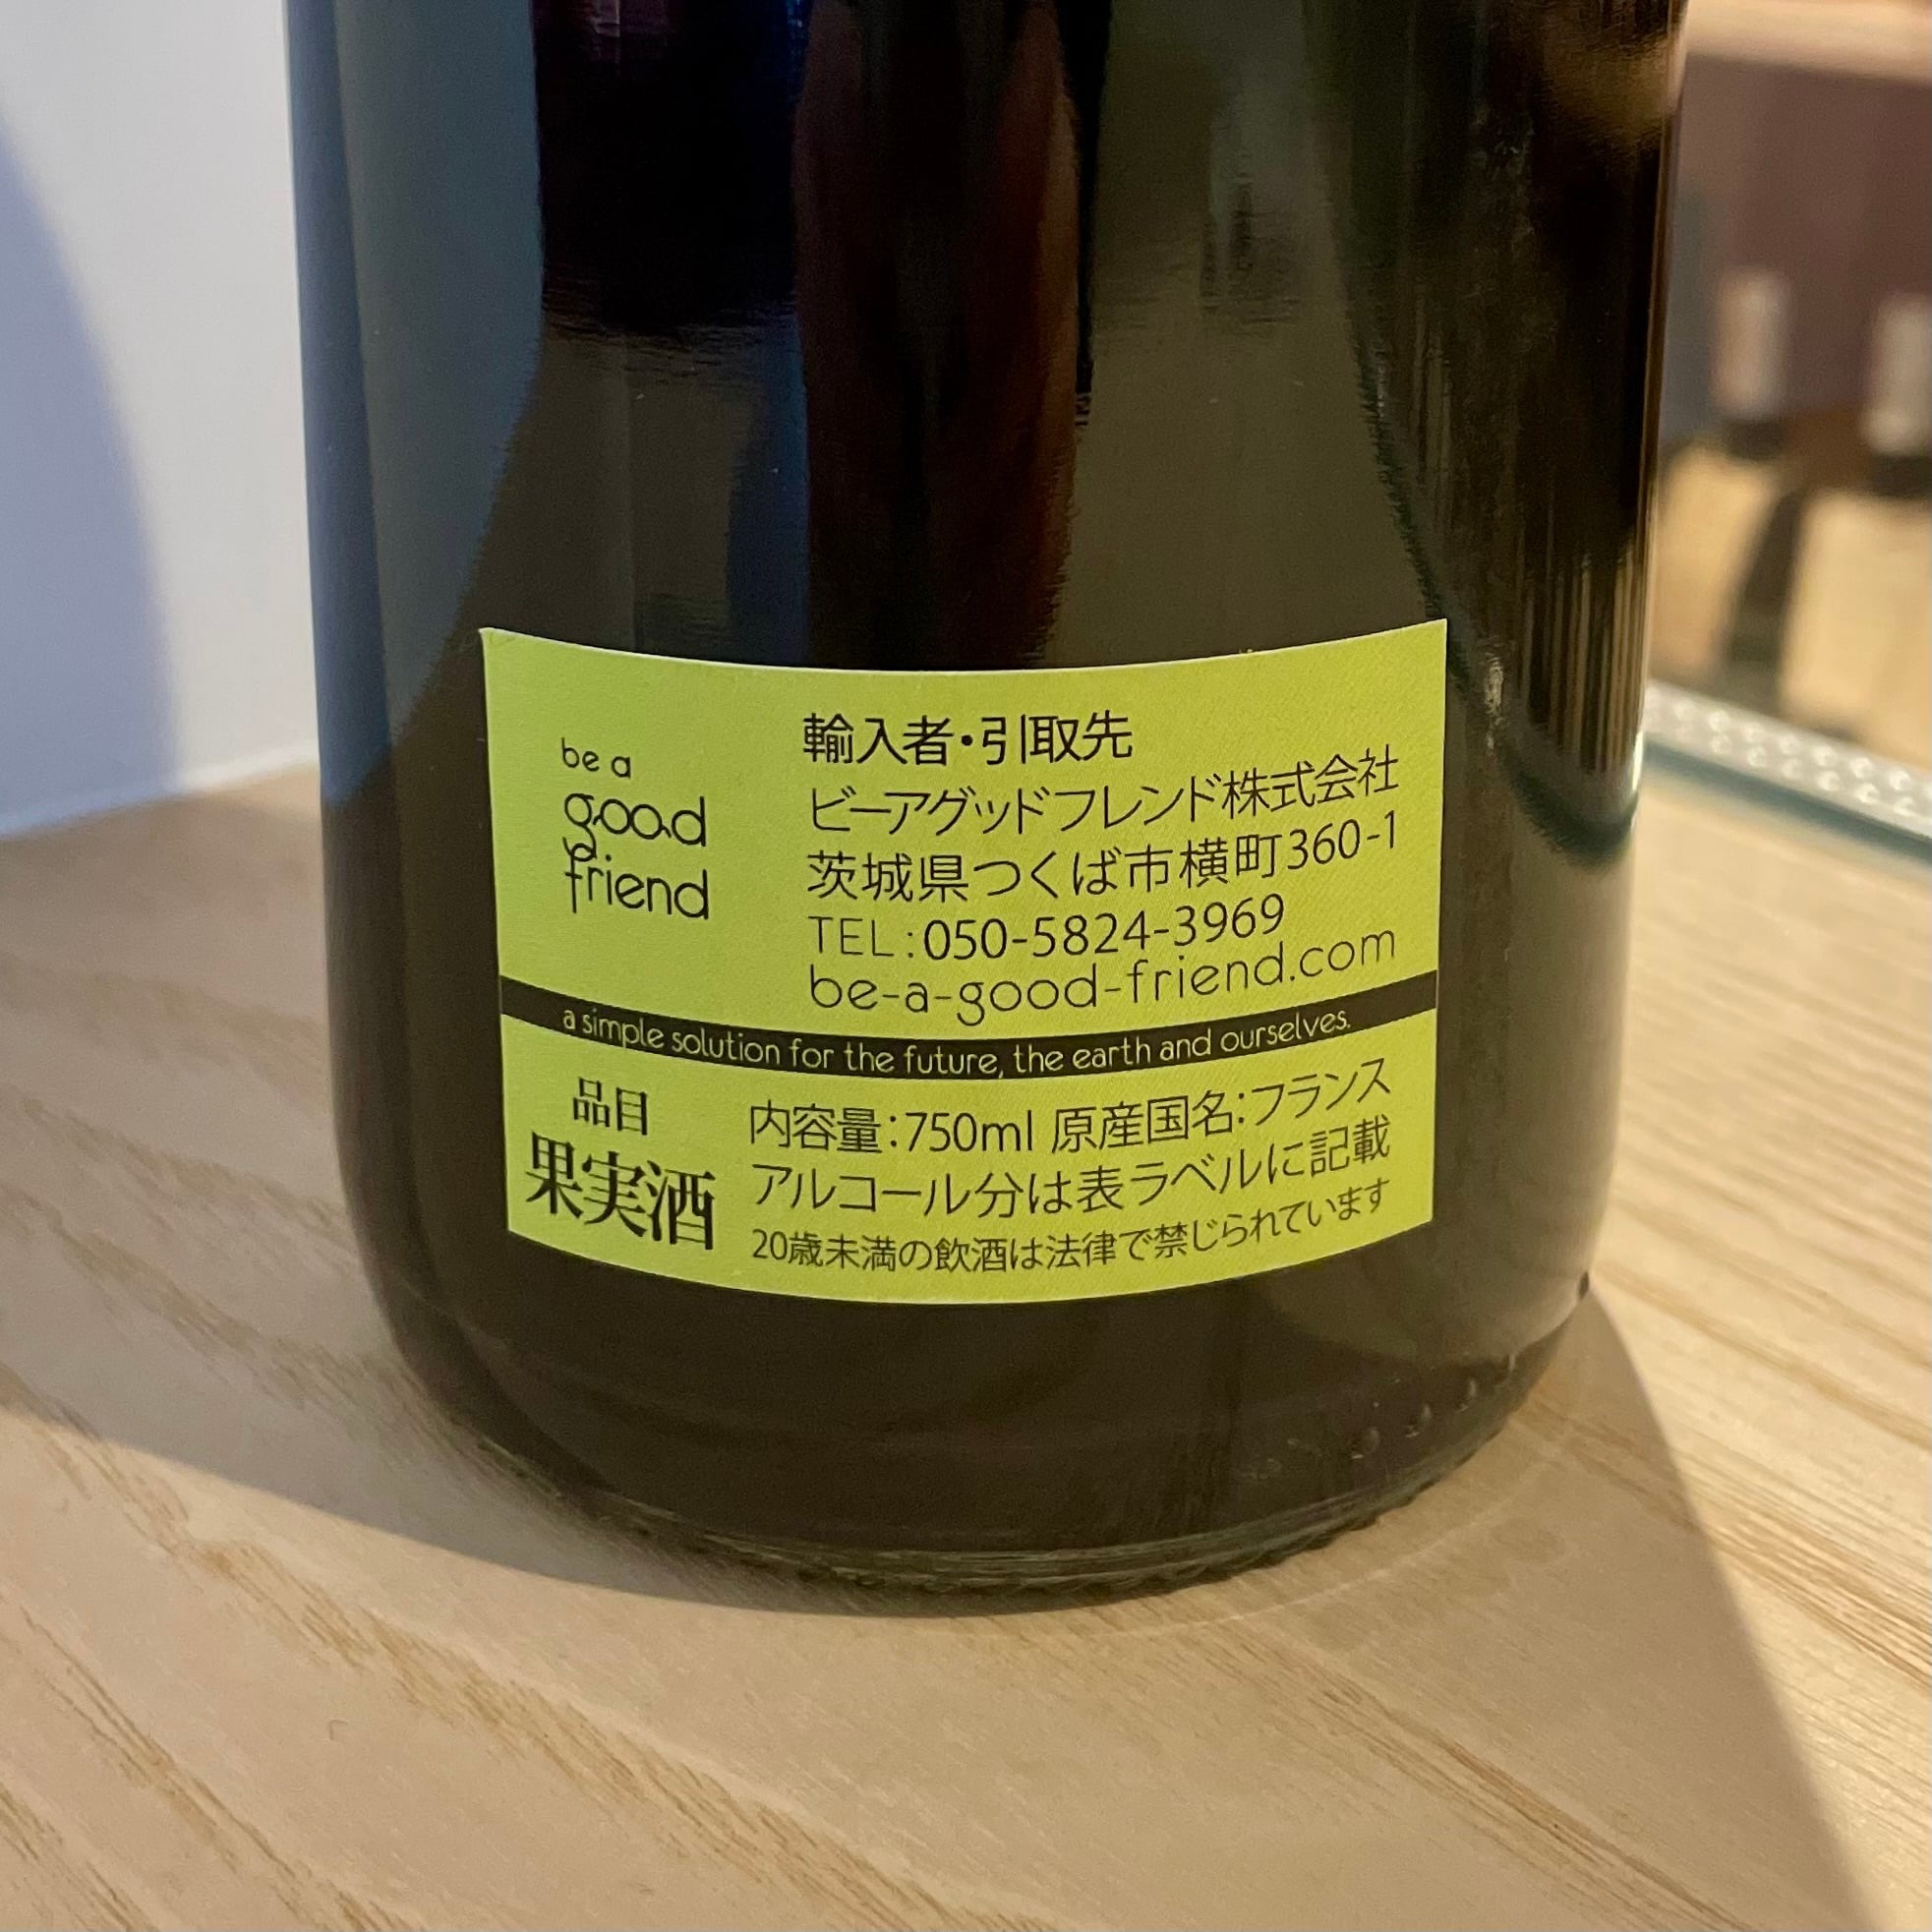 be a
good
friend
輸入者・引取先
ビーアグッドフレンド株式会社
茨城県つくば市横町360-1
TEL:050-5824-3969
be-a-good-friend.com
a simple solution for the future, the earth and ourselves.
品目
果実酒
内容量:750ml 原産国名:フランス
アルコール分は表ラベルに記載
20歳未満の飲酒は法律で禁じられています